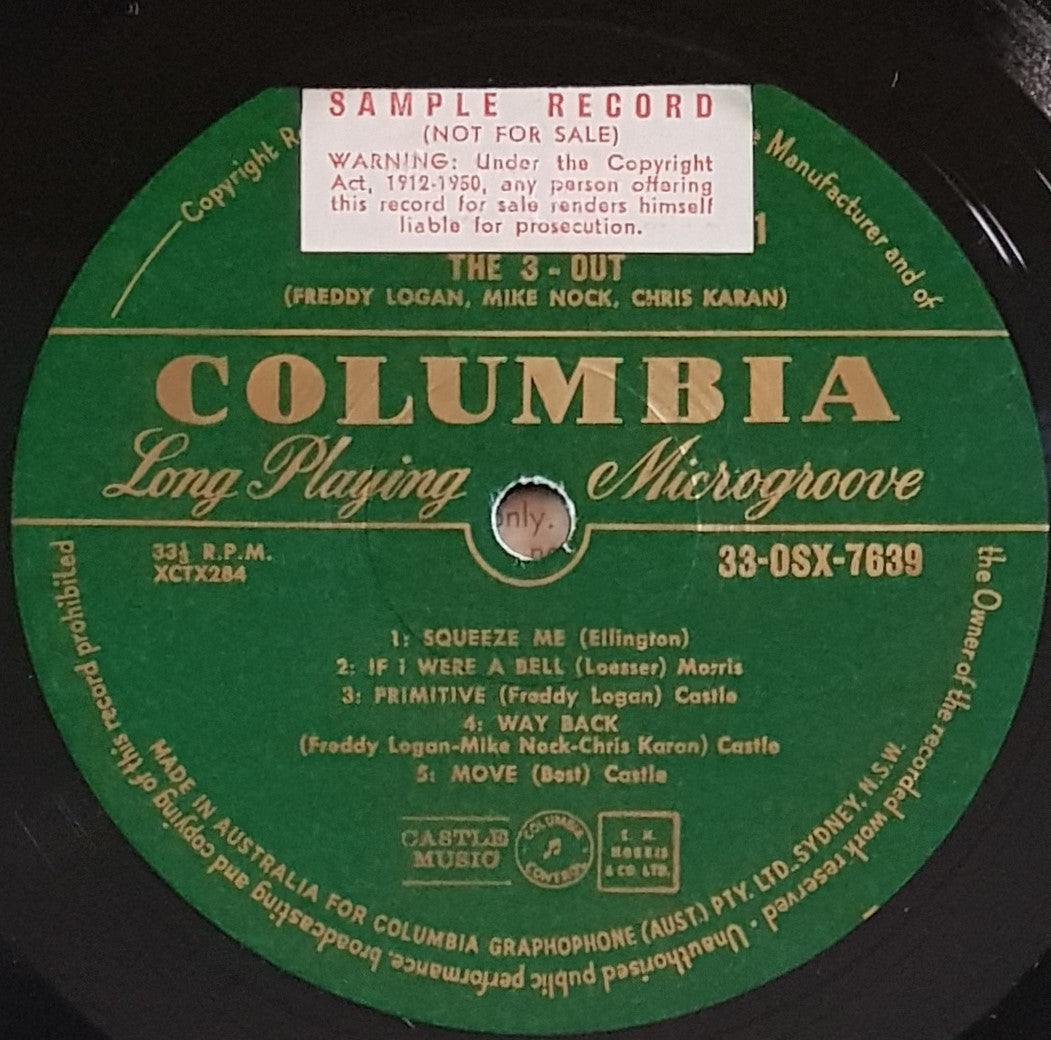 SAMPLE RECORD
(NOT FOR SALE)
WARNING: Under the Copyright
Act, 1912-1950, any person offering
this record for sale renders himself
liable for prosecution.
1
THE 3-OUT
(FREDDY LOGAN, MIKE NOCK, CHRIS KARAN)
COLUMBIA
Long Playing Microgroove
only.
33⅓ R.P.M.
XCTX284
33-OSX-7639
1: SQUEEZE ME (Ellington)
2: IF I WERE A BELL (Loesser) Morris
3: PRIMITIVE (Freddy Logan) Castle
4: WAY BACK
(Freddy Logan-Mike Nock-Chris Karan) Castle
5: MOVE (Best) Castle
CASTLE
MUSIC
COLUMBIA
CONTROL
E. H.
MORRIS
& CO. LTD.
MADE IN AUSTRALIA FOR COLUMBIA GRAPHOPHONE (AUST.) PTY. LTD. SYDNEY, N.S.W.
Copyright
Manufacturer and of the Owner of the recorded work reserved · Unauthorised public performance, broadcasting and copying of this record prohibited